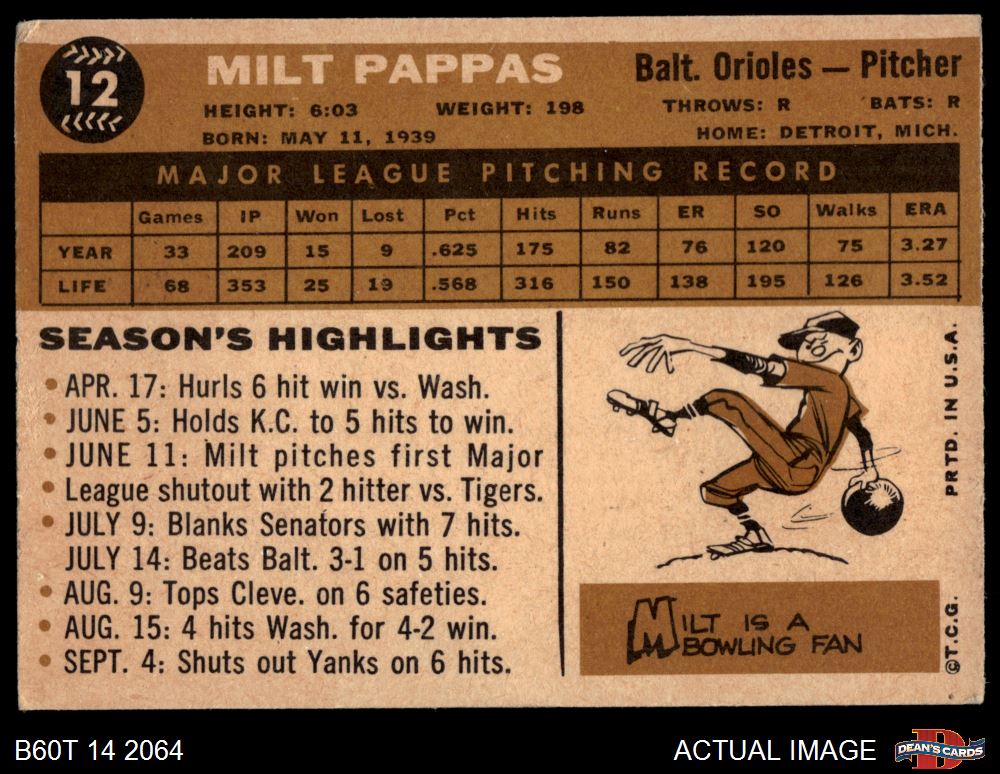 12
MILT PAPPAS
Balt. Orioles — Pitcher
HEIGHT: 6:03 WEIGHT: 198 THROWS: R BATS: R
BORN: MAY 11, 1939 HOME: DETROIT, MICH.
MAJOR LEAGUE PITCHING RECORD
Games IP Won Lost Pct Hits Runs ER SO Walks ERA
YEAR 33 209 15 9 .625 175 82 76 120 75 3.27
LIFE 68 353 25 19 .568 316 150 138 195 126 3.52
SEASON'S HIGHLIGHTS
• APR. 17: Hurls 6 hit win vs. Wash.
• JUNE 5: Holds K.C. to 5 hits to win.
• JUNE 11: Milt pitches first Major
• League shutout with 2 hitter vs. Tigers.
• JULY 9: Blanks Senators with 7 hits.
JULY 14: Beats Balt. 3-1 on 5 hits.
• AUG. 9: Tops Cleve. on 6 safeties.
• AUG. 15: 4 hits Wash. for 4-2 win.
• SEPT. 4: Shuts out Yanks on 6 hits.
MILT IS A
BOWLING FAN
©T.C.G. PRTD. IN U.S.A.
B60T 14 2064
ACTUAL IMAGE
D
DEAN'S CARDS